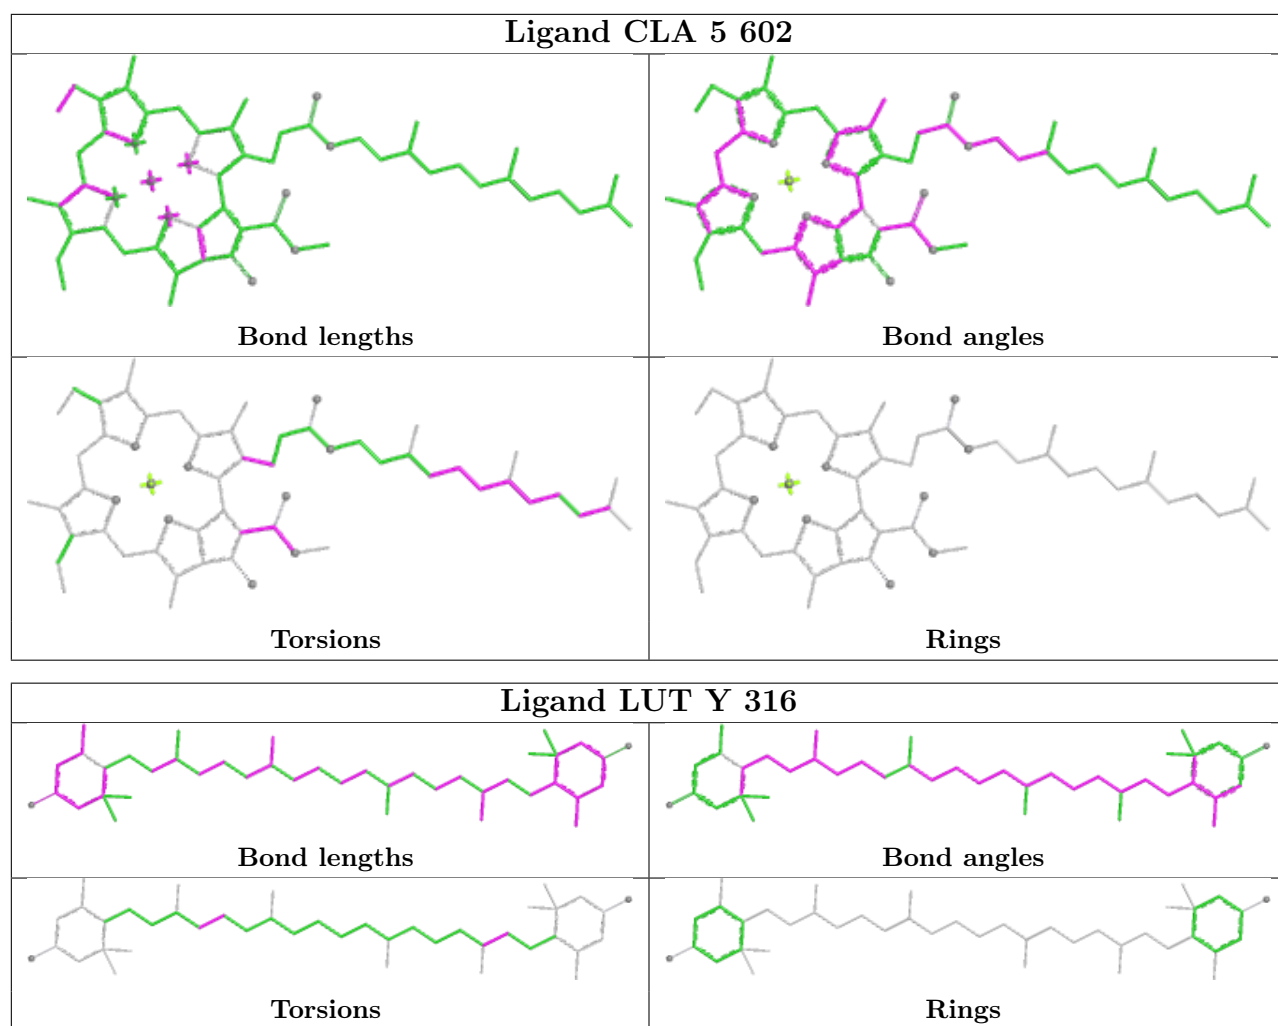 Ligand CLA 5 602
Bond lengths
Bond angles
Torsions
Rings
Ligand LUT Y 316
Bond lengths
Bond angles
Torsions
Rings